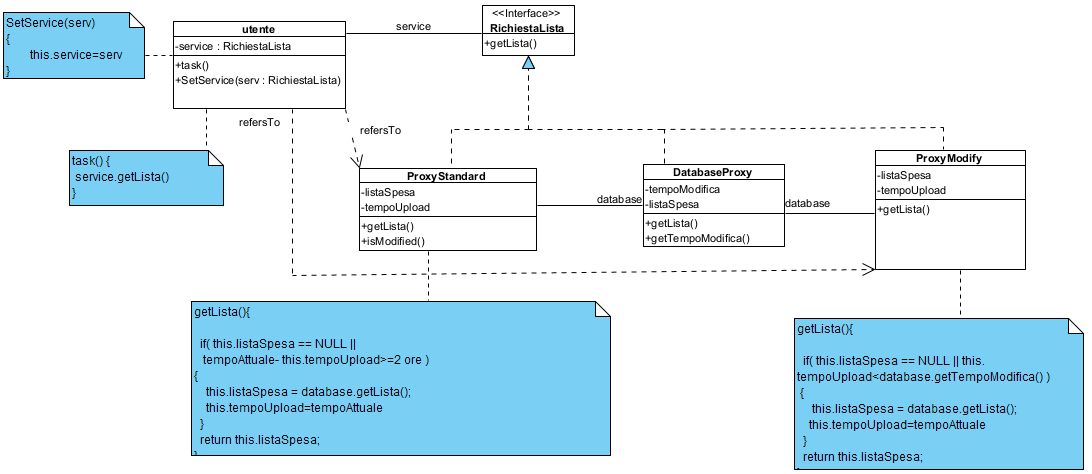 SetService(serv)
{
this.service=serv
}
utente
-service : RichiestaLista
+task()
+SetService(serv : RichiestaLista)
service
<<Interface>>
RichiestaLista
+getLista()
refersTo
refersTo
task() {
service.getLista()
}
ProxyStandard
-listaSpesa
-tempoUpload
+getLista()
+isModified()
database
DatabaseProxy
-tempoModifica
-listaSpesa
+getLista()
+getTempoModifica()
database
ProxyModify
-listaSpesa
-tempoUpload
+getLista()
getLista(){
if( this.listaSpesa == NULL ||
tempoAttuale- this.tempoUpload>=2 ore )
{
this.listaSpesa = database.getLista();
this.tempoUpload=tempoAttuale
}
return this.listaSpesa;
}
getLista(){
if( this.listaSpesa == NULL || this.
tempoUpload<database.getTempoModifica() )
{
this.listaSpesa = database.getLista();
this.tempoUpload=tempoAttuale
}
return this.listaSpesa;